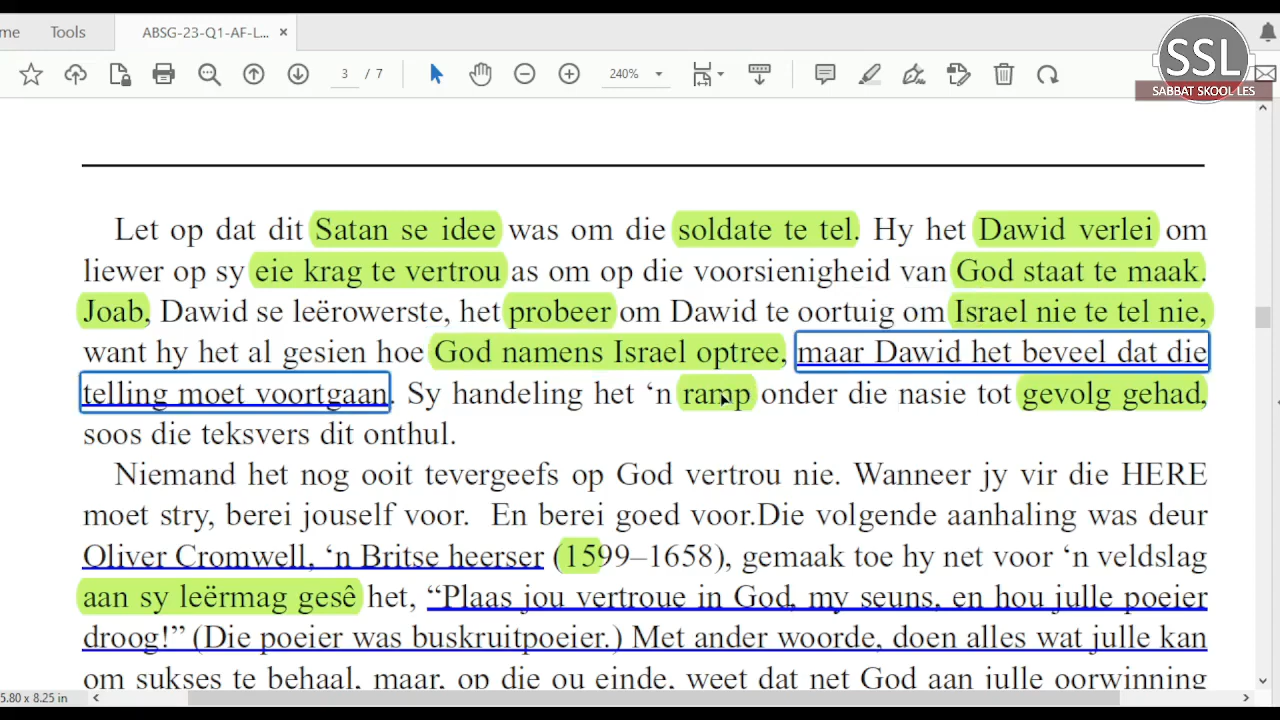 me Tools ABSG-23-Q1-AF-L... ×
3 / 7 240%
SSL
SABBAT SKOOL LES
Let op dat dit Satan se idee was om die soldate te tel. Hy het Dawid verlei om
liewer op sy eie krag te vertrou as om op die voorsienigheid van God staat te maak.
Joab, Dawid se leërowerste, het probeer om Dawid te oortuig om Israel nie te tel nie,
want hy het al gesien hoe God namens Israel optree, maar Dawid het beveel dat die
telling moet voortgaan. Sy handeling het ‘n ramp onder die nasie tot gevolg gehad,
soos die teksvers dit onthul.
Niemand het nog ooit tevergeefs op God vertrou nie. Wanneer jy vir die HERE
moet stry, berei jouself voor. En berei goed voor.Die volgende aanhaling was deur
Oliver Cromwell, ‘n Britse heerser (1599–1658), gemaak toe hy net voor ‘n veldslag
aan sy leërmag gesê het, “Plaas jou vertroue in God, my seuns, en hou julle poeier
droog!” (Die poeier was buskruitpoeier.) Met ander woorde, doen alles wat julle kan
om sukses te behaal, maar, op die ou einde, weet dat net God aan julle oorwinning
5.80 x 8.25 in